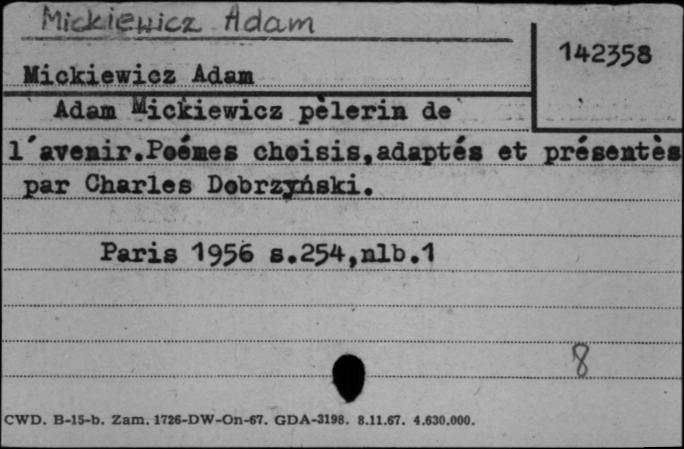 Mickiewicz Adam
142358
Mickiewicz Adam
Adam Mickiewicz pèlerin de
l´avenir.Poémes choisis,adaptés et présentès
par Charles Dobrzyński.
Paris 1956 s.254,nlb.1
8
CWD. B-15-b. Zam. 1726-DW-On-67. GDA-3198. 8.11.67. 4.630.000.